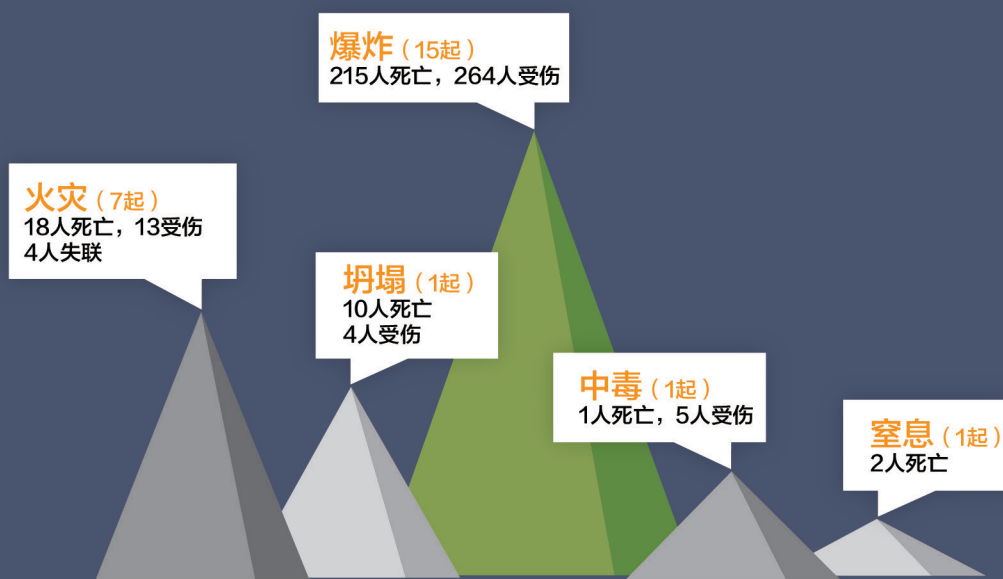 爆炸（15起）
215人死亡，264人受伤
火灾（7起）
18人死亡，13受伤
4人失联
坍塌（1起）
10人死亡
4人受伤
中毒（1起）
1人死亡，5人受伤
窒息（1起）
2人死亡